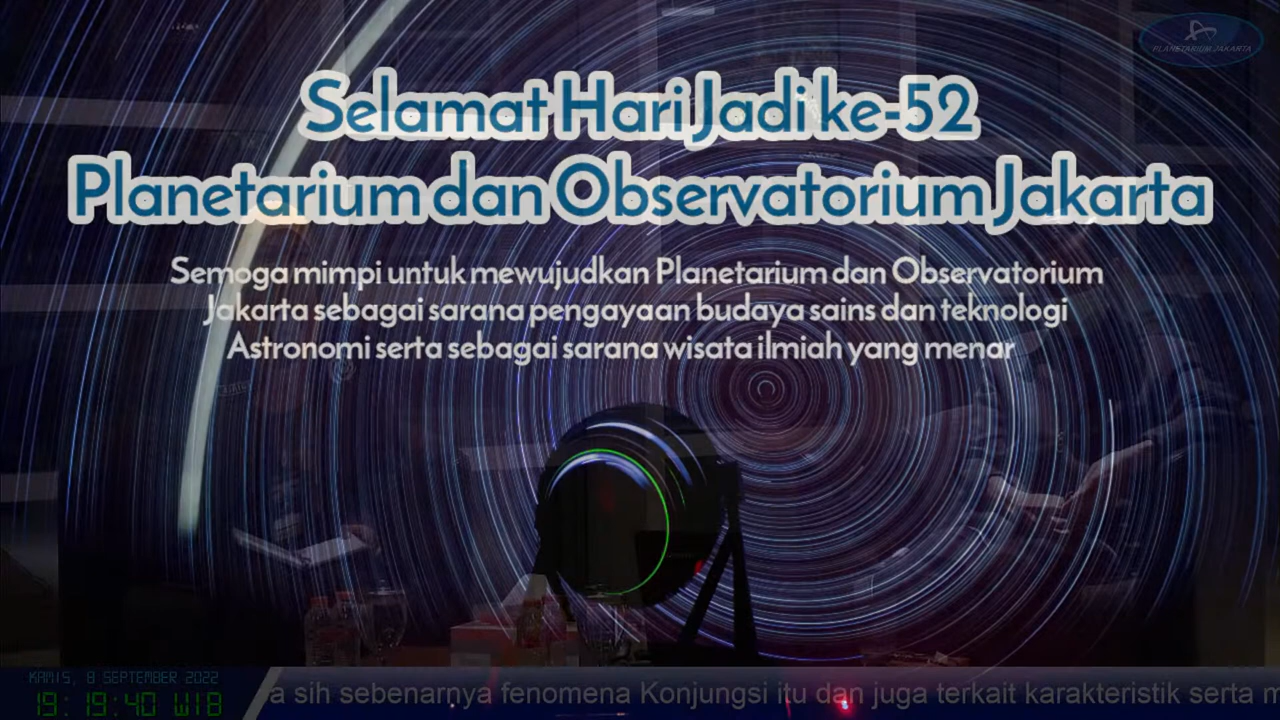 PLANETARIUM JAKARTA
Selamat Hari Jadi ke-52
Planetarium dan Observatorium Jakarta
Semoga mimpi untuk mewujudkan Planetarium dan Observatorium
Jakarta sebagai sarana pengayaan budaya sains dan teknologi
Astronomi serta sebagai sarana wisata ilmiah yang menar
KAMIS, 8 SEPTEMBER 2022
19:19:40 WIB
a sih sebenarnya fenomena Konjungsi itu dan juga terkait karakteristik serta m